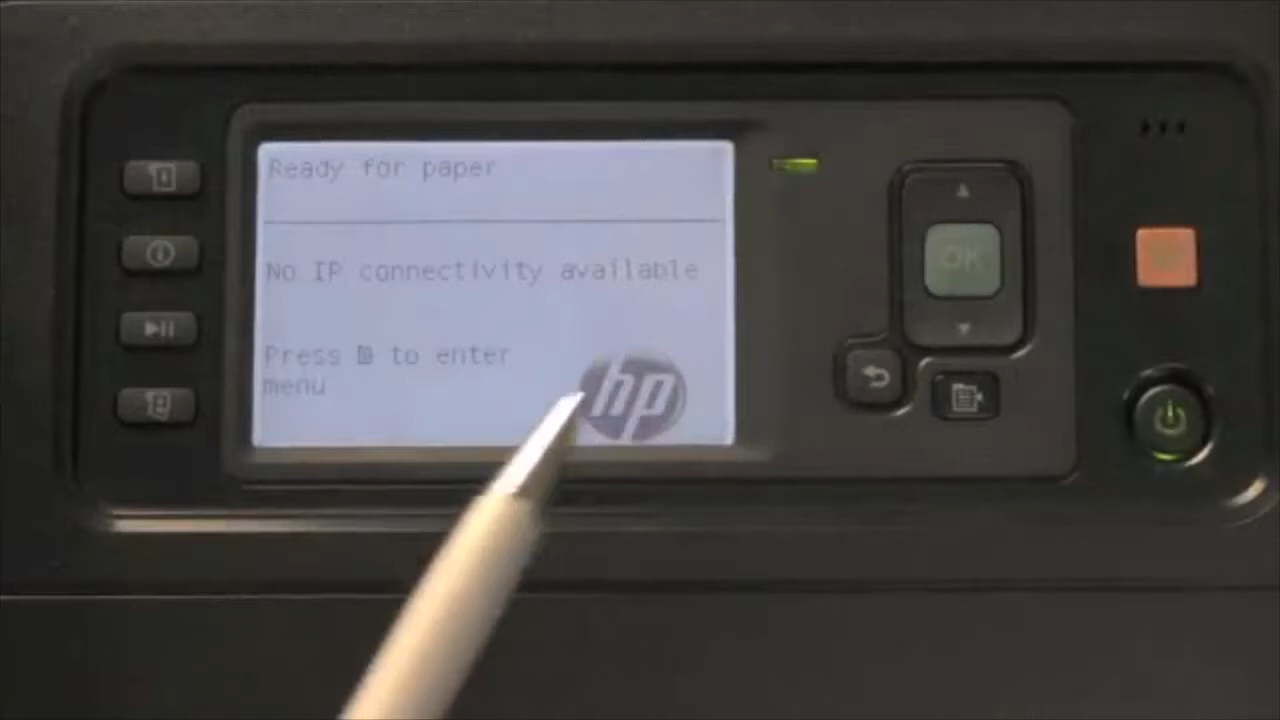 Ready for paper
No IP connectivity available
Press to enter
menu
hp
OK